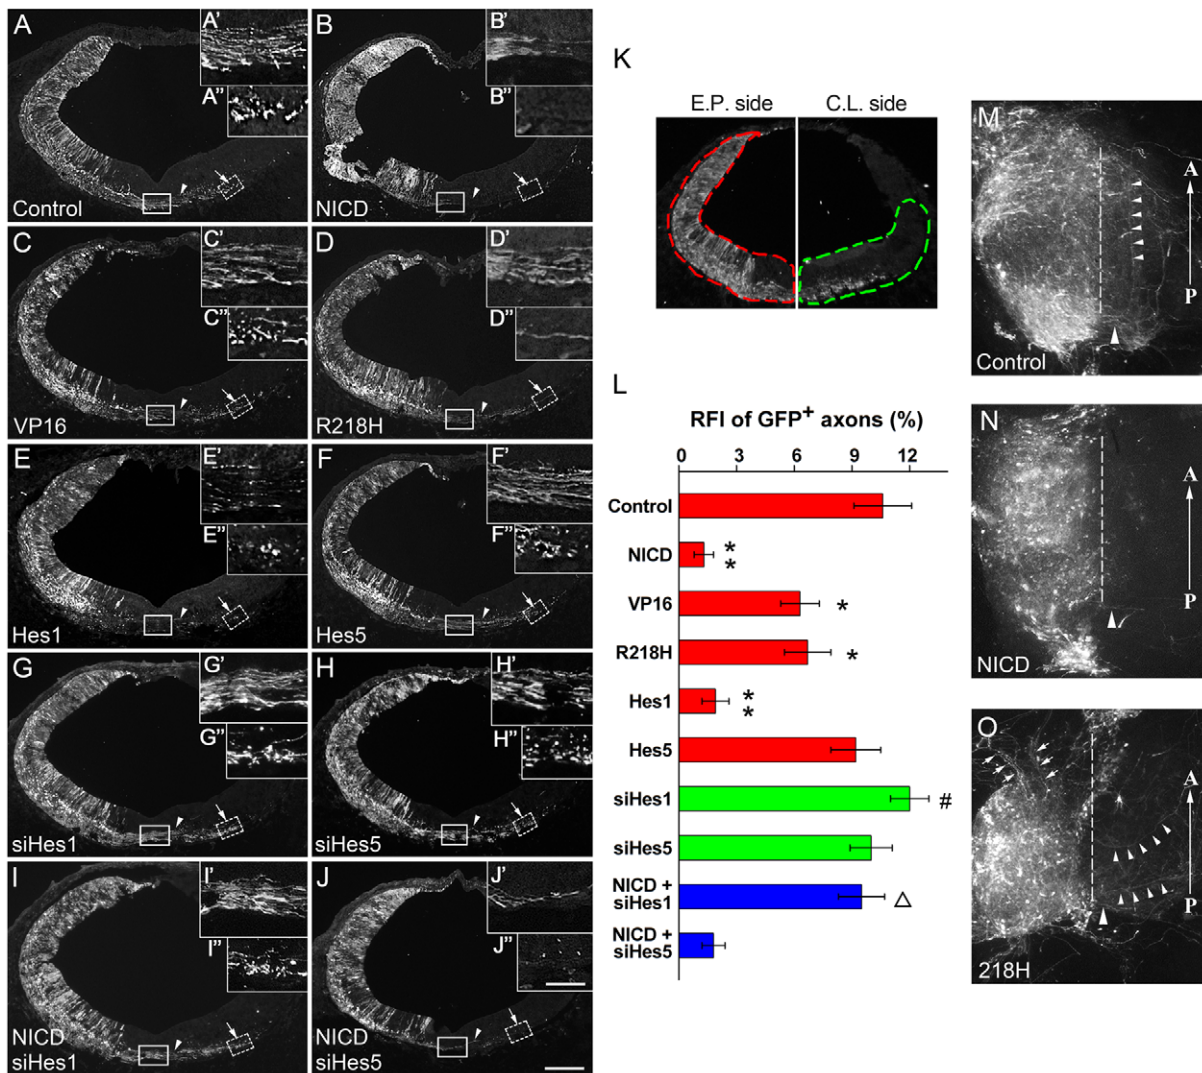 A
A'
A''
Control
B
B'
B''
NICD
C
C'
C''
VP16
D
D'
D''
R218H
E
E'
E''
Hes1
F
F'
F''
Hes5
G
G'
G''
siHes1
H
H'
H''
siHes5
I
I'
I''
NICD
siHes1
J
J'
J''
NICD
siHes5
K
E.P. side
C.L. side
L
RFI of GFP+ axons (%)
0 3 6 9 12
Control
NICD
*
*
VP16
*
R218H
*
Hes1
*
*
Hes5
siHes1
#
siHes5
NICD +
siHes1
△
NICD +
siHes5
M
A
P
Control
N
A
P
NICD
O
A
P
218H